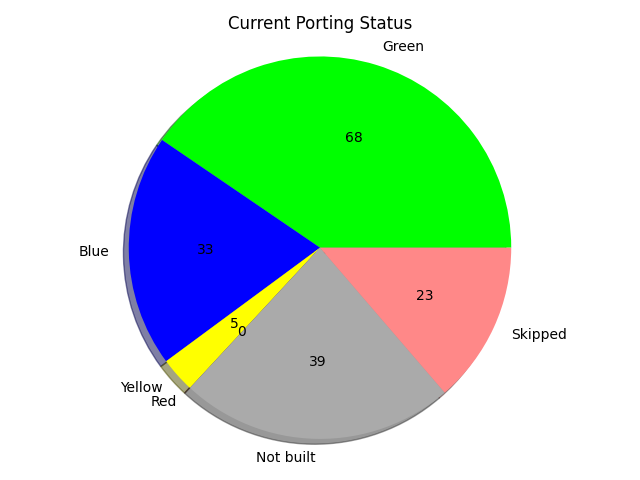 Current Porting Status
Green
68
Blue
33
Yellow
5
Red
0
Not built
39
Skipped
23